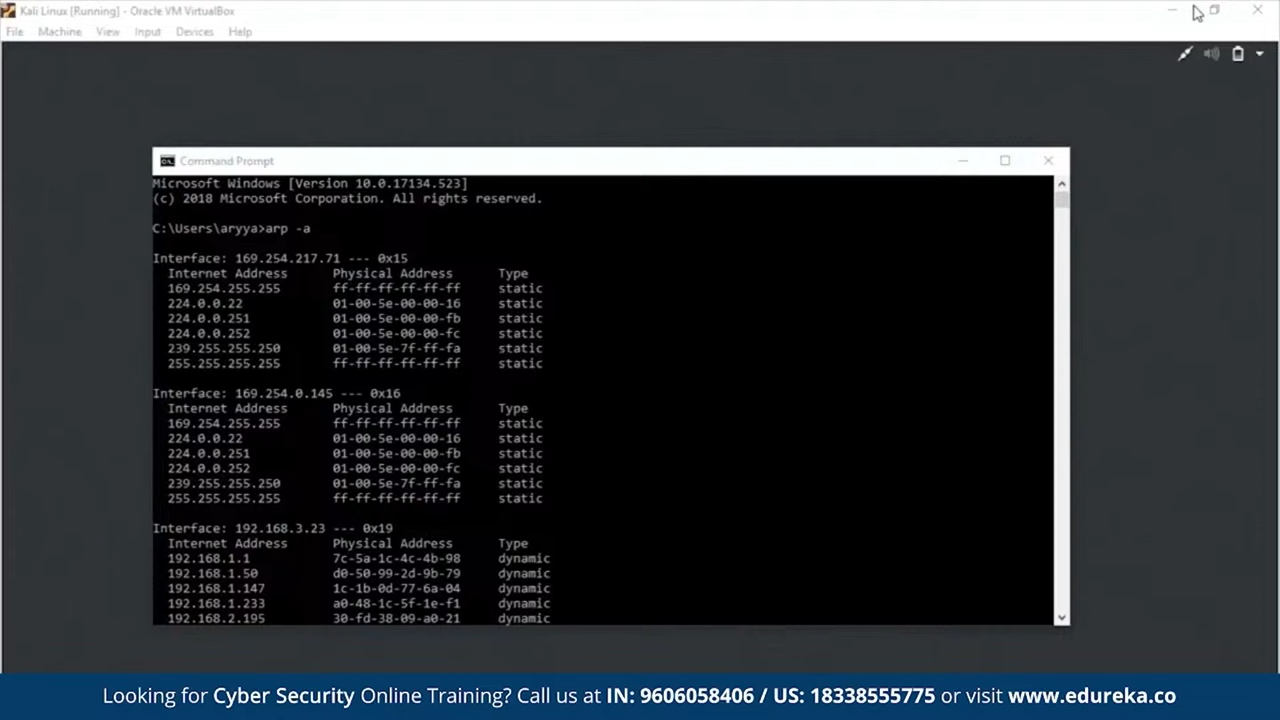 Kali Linux [Running] - Oracle VM VirtualBox
File Machine View Input Devices Help
Command Prompt
Microsoft Windows [Version 10.0.17134.523]
(c) 2018 Microsoft Corporation. All rights reserved.
C:\Users\aryya>arp -a
Interface: 169.254.217.71 --- 0x15
Internet Address Physical Address Type
169.254.255.255 ff-ff-ff-ff-ff-ff static
224.0.0.22 01-00-5e-00-00-16 static
224.0.0.251 01-00-5e-00-00-fb static
224.0.0.252 01-00-5e-00-00-fc static
239.255.255.250 01-00-5e-7f-ff-fa static
255.255.255.255 ff-ff-ff-ff-ff-ff static
Interface: 169.254.0.145 --- 0x16
Internet Address Physical Address Type
169.254.255.255 ff-ff-ff-ff-ff-ff static
224.0.0.22 01-00-5e-00-00-16 static
224.0.0.251 01-00-5e-00-00-fb static
224.0.0.252 01-00-5e-00-00-fc static
239.255.255.250 01-00-5e-7f-ff-fa static
255.255.255.255 ff-ff-ff-ff-ff-ff static
Interface: 192.168.3.23 --- 0x19
Internet Address Physical Address Type
192.168.1.1 7c-5a-1c-4c-4b-98 dynamic
192.168.1.50 d0-50-99-2d-9b-79 dynamic
192.168.1.147 1c-1b-0d-77-6a-04 dynamic
192.168.1.233 a0-48-1c-5f-1e-f1 dynamic
192.168.2.195 30-fd-38-09-a0-21 dynamic
Looking for Cyber Security Online Training? Call us at IN: 9606058406 / US: 18338555775 or visit www.edureka.co